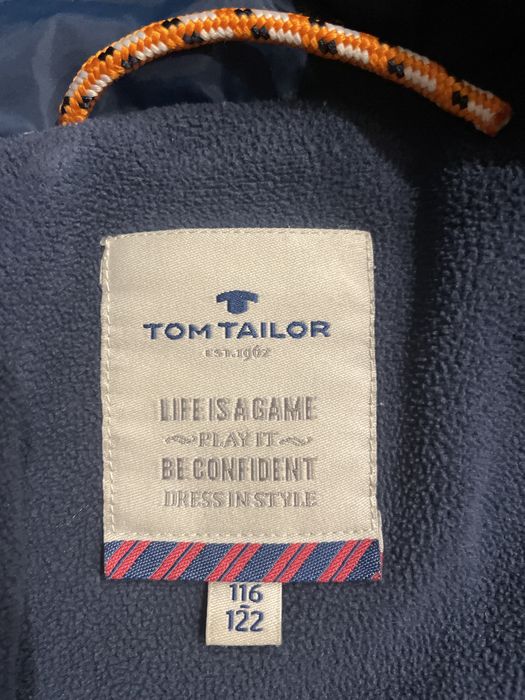 TOM TAILOR
EST. 1962
LIFE IS A GAME
PLAY IT
BE CONFIDENT
DRESS IN STYLE
116
-
122